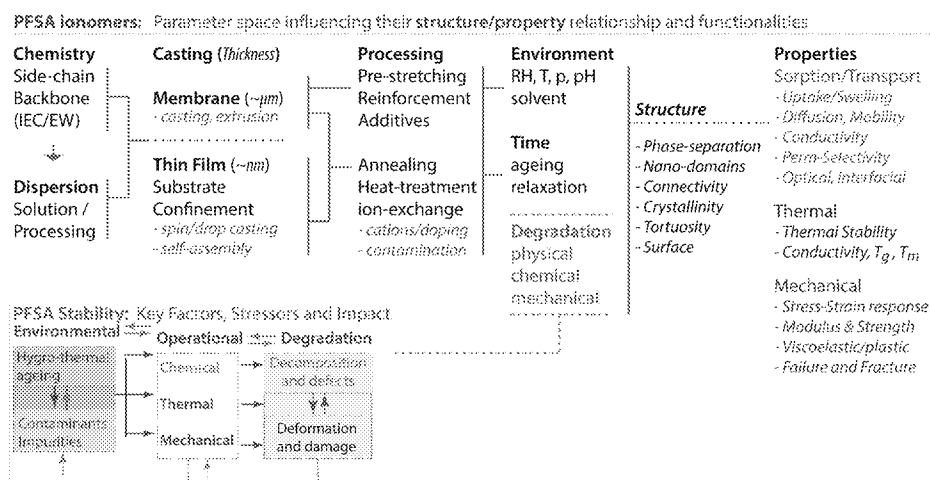 PFSA ionomers: Parameter space influencing their structure/property relationship and functionalities
Chemistry
Side-chain
Backbone
(IEC/EW)
Dispersion
Solution /
Processing
Casting (Thickness)
Membrane (~μm)
- casting, extrusion
Thin Film (~nm)
Substrate
Confinement
- spin/drop casting
- self-assembly
Processing
Pre-stretching
Reinforcement
Additives
Annealing
Heat-treatment
ion-exchange
- cations/doping
- contamination
Environment
RH, T, p, pH
solvent
Time
ageing
relaxation
Degradation
physical
chemical
mechanical
Structure
- Phase-separation
- Nano-domains
- Connectivity
- Crystallinity
- Tortuosity
- Surface
Properties
Sorption/Transport
- Uptake/Swelling
- Diffusion, Mobility
- Conductivity
- Perm-Selectivity
- Optical, Interfacial
Thermal
- Thermal Stability
- Conductivity, Tg, Tm
Mechanical
- Stress-Strain response
- Modulus & Strength
- Viscoelastic/plastic
- Failure and Fracture
PFSA Stability: Key Factors, Stressors and Impact
Environmental
Hygro-thermal
ageing
Contaminants
Impurities
Operational
Chemical
Thermal
Mechanical
Degradation
Decomposition
and defects
Deformation
and damage